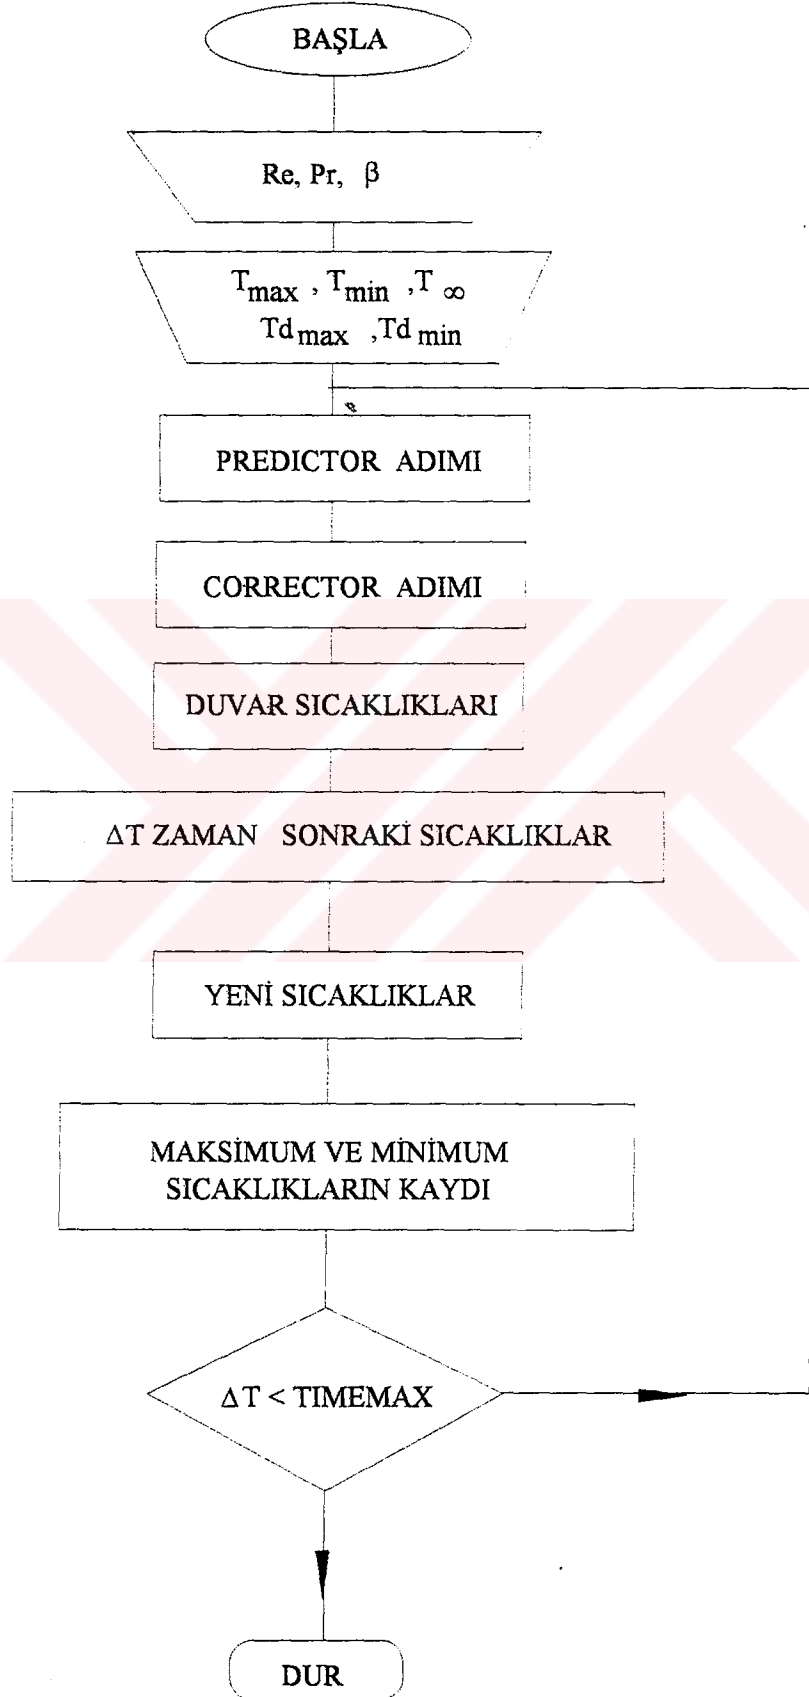 BAŞLA
Re, Pr, β
Tmax , Tmin ,T ∞
Tdmax ,Tdmin
PREDICTOR ADIMI
CORRECTOR ADIMI
DUVAR SICAKLIKLARI
ΔT ZAMAN SONRAKİ SICAKLIKLAR
YENİ SICAKLIKLAR
MAKSİMUM VE MİNİMUM
SICAKLIKLARIN KAYDI
ΔT < TIMEMAX
DUR